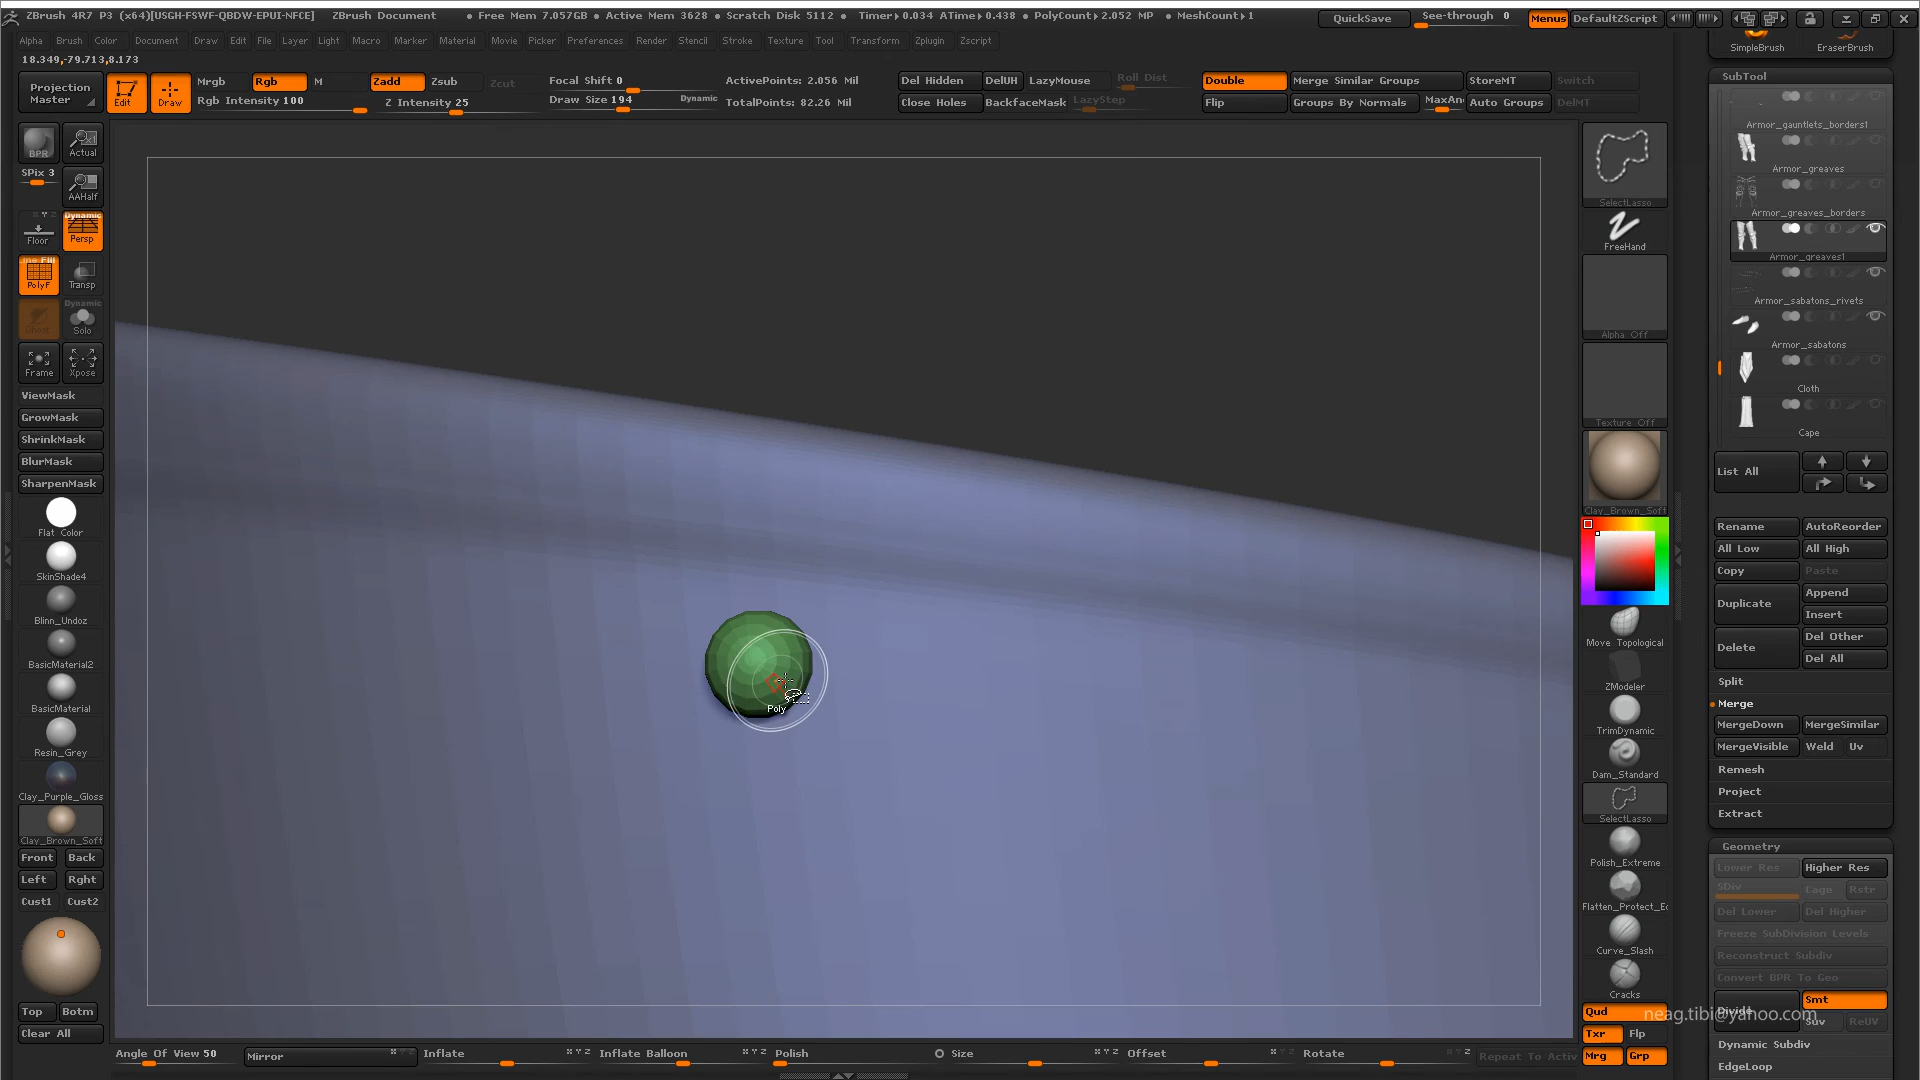 ZBrush 4R7 P3 (x64)[USGH-FSWF-QBDW-EPUI-NFCE] ZBrush Document • Free Mem 7.057GB • Active Mem 3628 • Scratch Disk 5112 • Timer▸0.034 ATime▸0.438 • PolyCount▸2.052 MP • MeshCount▸1 QuickSave See-through 0 Menus DefaultZScript
Alpha Brush Color Document Draw Edit File Layer Light Macro Marker Material Movie Picker Preferences Render Stencil Stroke Texture Tool Transform Zplugin Zscript
SimpleBrush EraserBrush
18.349,-79.713,8.173
Projection Master
Edit
Draw
Mrgb Rgb M Zadd Zsub Zcut
Rgb Intensity 100 Z Intensity 25
Focal Shift 0
Draw Size 194 Dynamic
ActivePoints: 2.056 Mil
TotalPoints: 82.26 Mil
Del Hidden DelUH LazyMouse Roll Dist
Close Holes BackfaceMask LazyStep
Double Merge Similar Groups StoreMT Switch
Flip Groups By Normals MaxAn Auto Groups DelMT
BPR
Actual
SPix 3
AAHalf
Floor
Dynamic
Persp
PolyF
Transp
Ghost
Dynamic
Solo
Frame
Xpose
ViewMask
GrowMask
ShrinkMask
BlurMask
SharpenMask
Flat Color
SkinShade4
Blinn_Undoz
BasicMaterial2
BasicMaterial
Resin_Grey
Clay_Purple_Gloss
Clay_Brown_Soft
Front Back
Left Rght
Cust1 Cust2
Top Botm
Clear All
Poly
SelectLasso
FreeHand
Alpha Off
Texture Off
Clay_Brown_Soft
Move Topological
ZModeler
TrimDynamic
Dam_Standard
SelectLasso
Polish_Extreme
Flatten_Protect_Ec
Curve_Slash
Cracks
Qud
Txr Flp
Mrg Grp
SubTool
Armor_gauntlets_borders1
Armor_greaves
Armor_greaves_borders
Armor_greaves1
Armor_sabatons_rivets
Armor_sabatons
Cloth
Cape
List All
Rename AutoReorder
All Low All High
Copy Paste
Duplicate Append
Insert
Delete Del Other
Del All
Split
Merge
MergeDown MergeSimilar
MergeVisible Weld Uv
Remesh
Project
Extract
Geometry
Lower Res Higher Res
SDiv Cage Rstr
Del Lower Del Higher
Freeze SubDivision Levels
Reconstruct Subdiv
Convert BPR To Geo
Divide Smt
Suv ReUV
neag.tibi@yahoo.com
Dynamic Subdiv
EdgeLoop
Angle Of View 50 Mirror Inflate Inflate Balloon Polish Size Offset Rotate Repeat To Activ